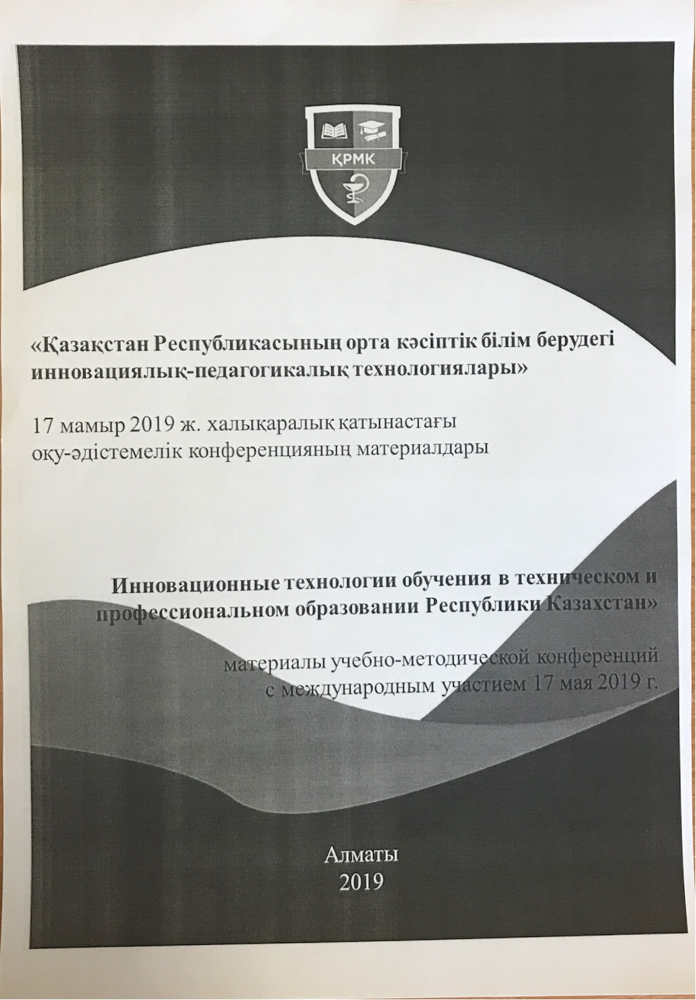 ҚРМК
«Қазақстан Республикасының орта кәсіптік білім берудегі
инновациялық-педагогикалық технологиялары»
17 мамыр 2019 ж. халықаралық қатынастағы
оқу-әдістемелік конференцияның материалдары
Инновационные технологии обучения в техническом и
профессиональном образовании Республики Казахстан»
материалы учебно-методической конференций
с международным участием 17 мая 2019 г.
Алматы
2019